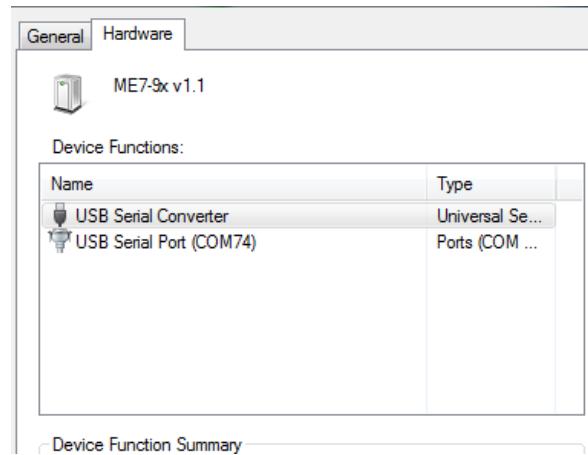 General Hardware
ME7-9x v1.1
Device Functions:
Name Type
USB Serial Converter Universal Se...
USB Serial Port (COM74) Ports (COM ...
Device Function Summary